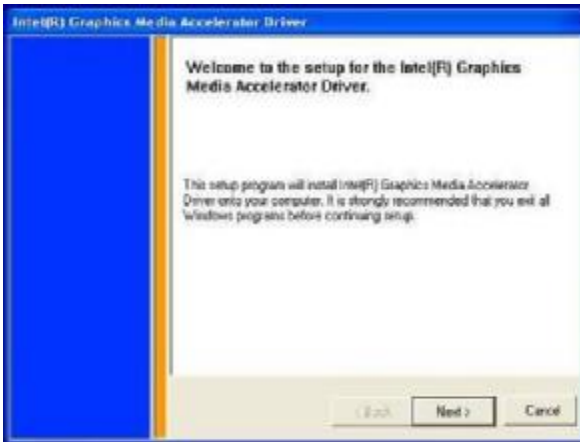 Intel(R) Graphics Media Accelerator Driver
Welcome to the setup for the Intel(R) Graphics
Media Accelerator Driver.
This setup program will install Intel(R) Graphics Media Accelerator
Driver onto your computer. It is strongly recommended that you exit all
Windows programs before continuing setup.
< Back
Next >
Cancel